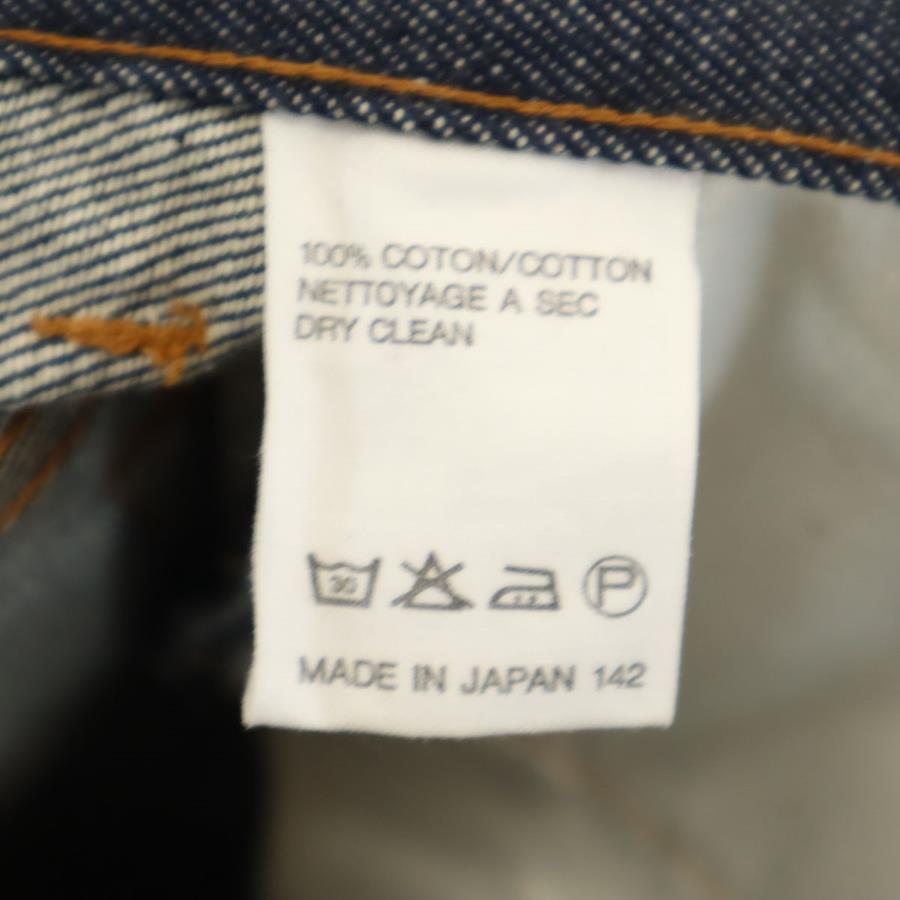 100% COTON/COTTON
NETTOYAGE A SEC
DRY CLEAN
30 P
MADE IN JAPAN 142